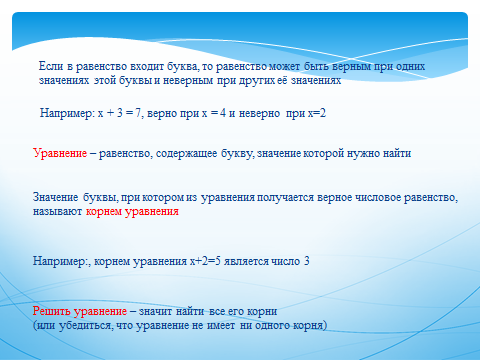 Если в равенство входит буква, то равенство может быть верным при одних
значениях этой буквы и неверным при других её значениях
Например: х + 3 = 7, верно при х = 4 и неверно при х=2
Уравнение – равенство, содержащее букву, значение которой нужно найти
Значение буквы, при котором из уравнения получается верное числовое равенство,
называют корнем уравнения
Например:, корнем уравнения х+2=5 является число 3
Решить уравнение – значит найти все его корни
(или убедиться, что уравнение не имеет ни одного корня)